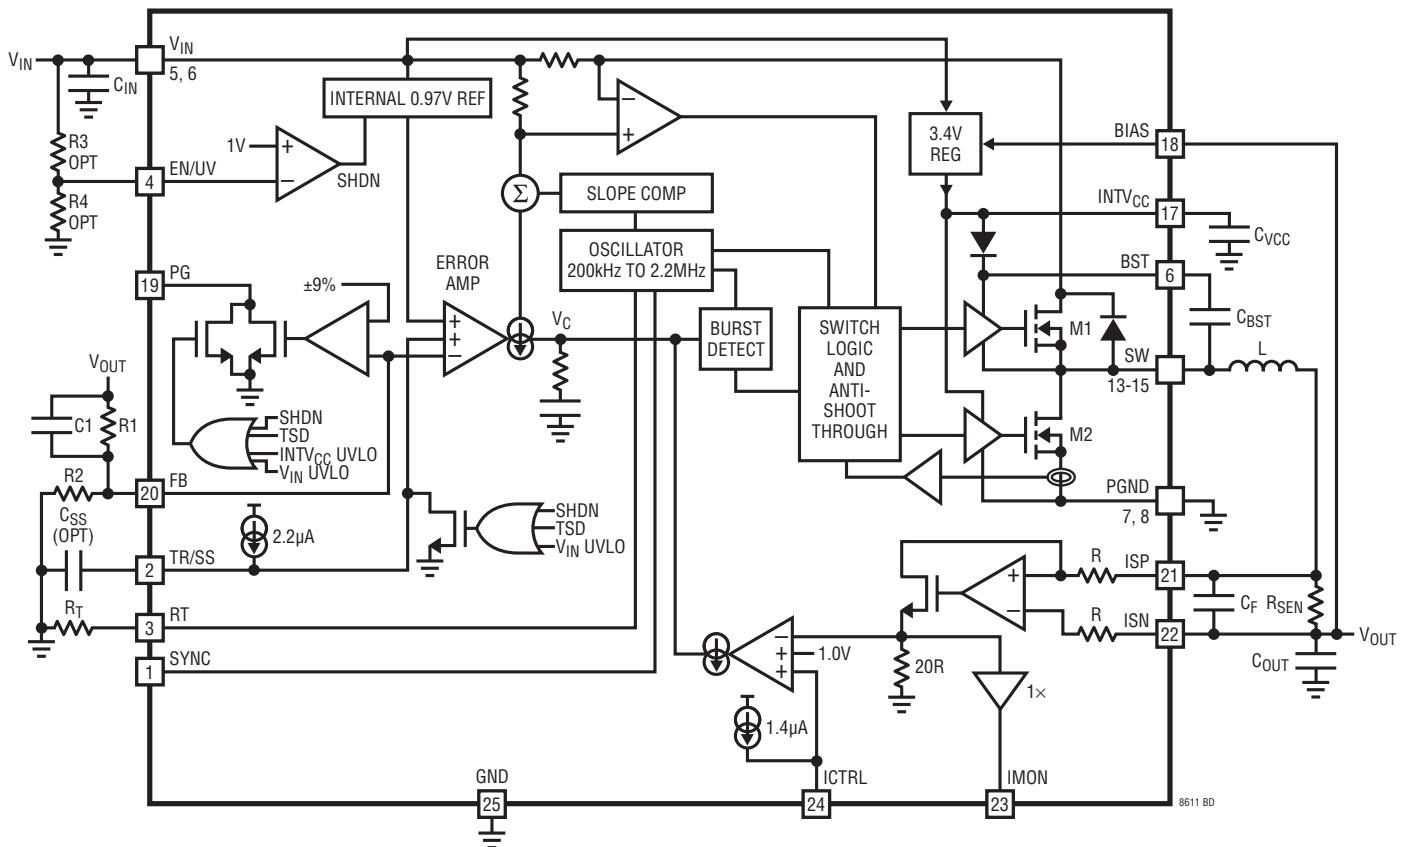 VIN
VIN
5, 6
CIN
INTERNAL 0.97V REF
−
+
3.4V
REG
BIAS
18
R3
OPT
1V
+
−
SHDN
4
EN/UV
R4
OPT
Σ
SLOPE COMP
INTVCC
17
CVCC
OSCILLATOR
200kHz TO 2.2MHz
ERROR
AMP
BST
6
19
PG
±9%
+
+
−
VC
BURST
DETECT
SWITCH
LOGIC
AND
ANTI-
SHOOT
THROUGH
M1
CBST
SW
13-15
L
VOUT
C1
R1
M2
SHDN
TSD
INTVCC UVLO
VIN UVLO
R2
20
FB
PGND
7, 8
CSS
(OPT)
2.2µA
SHDN
TSD
VIN UVLO
2
TR/SS
+
−
R
ISP
21
CF
RSEN
RT
3
RT
R
ISN
22
VOUT
1
SYNC
−
+
+
1.0V
20R
1×
COUT
1.4µA
GND
25
ICTRL
24
IMON
23
8611 BD